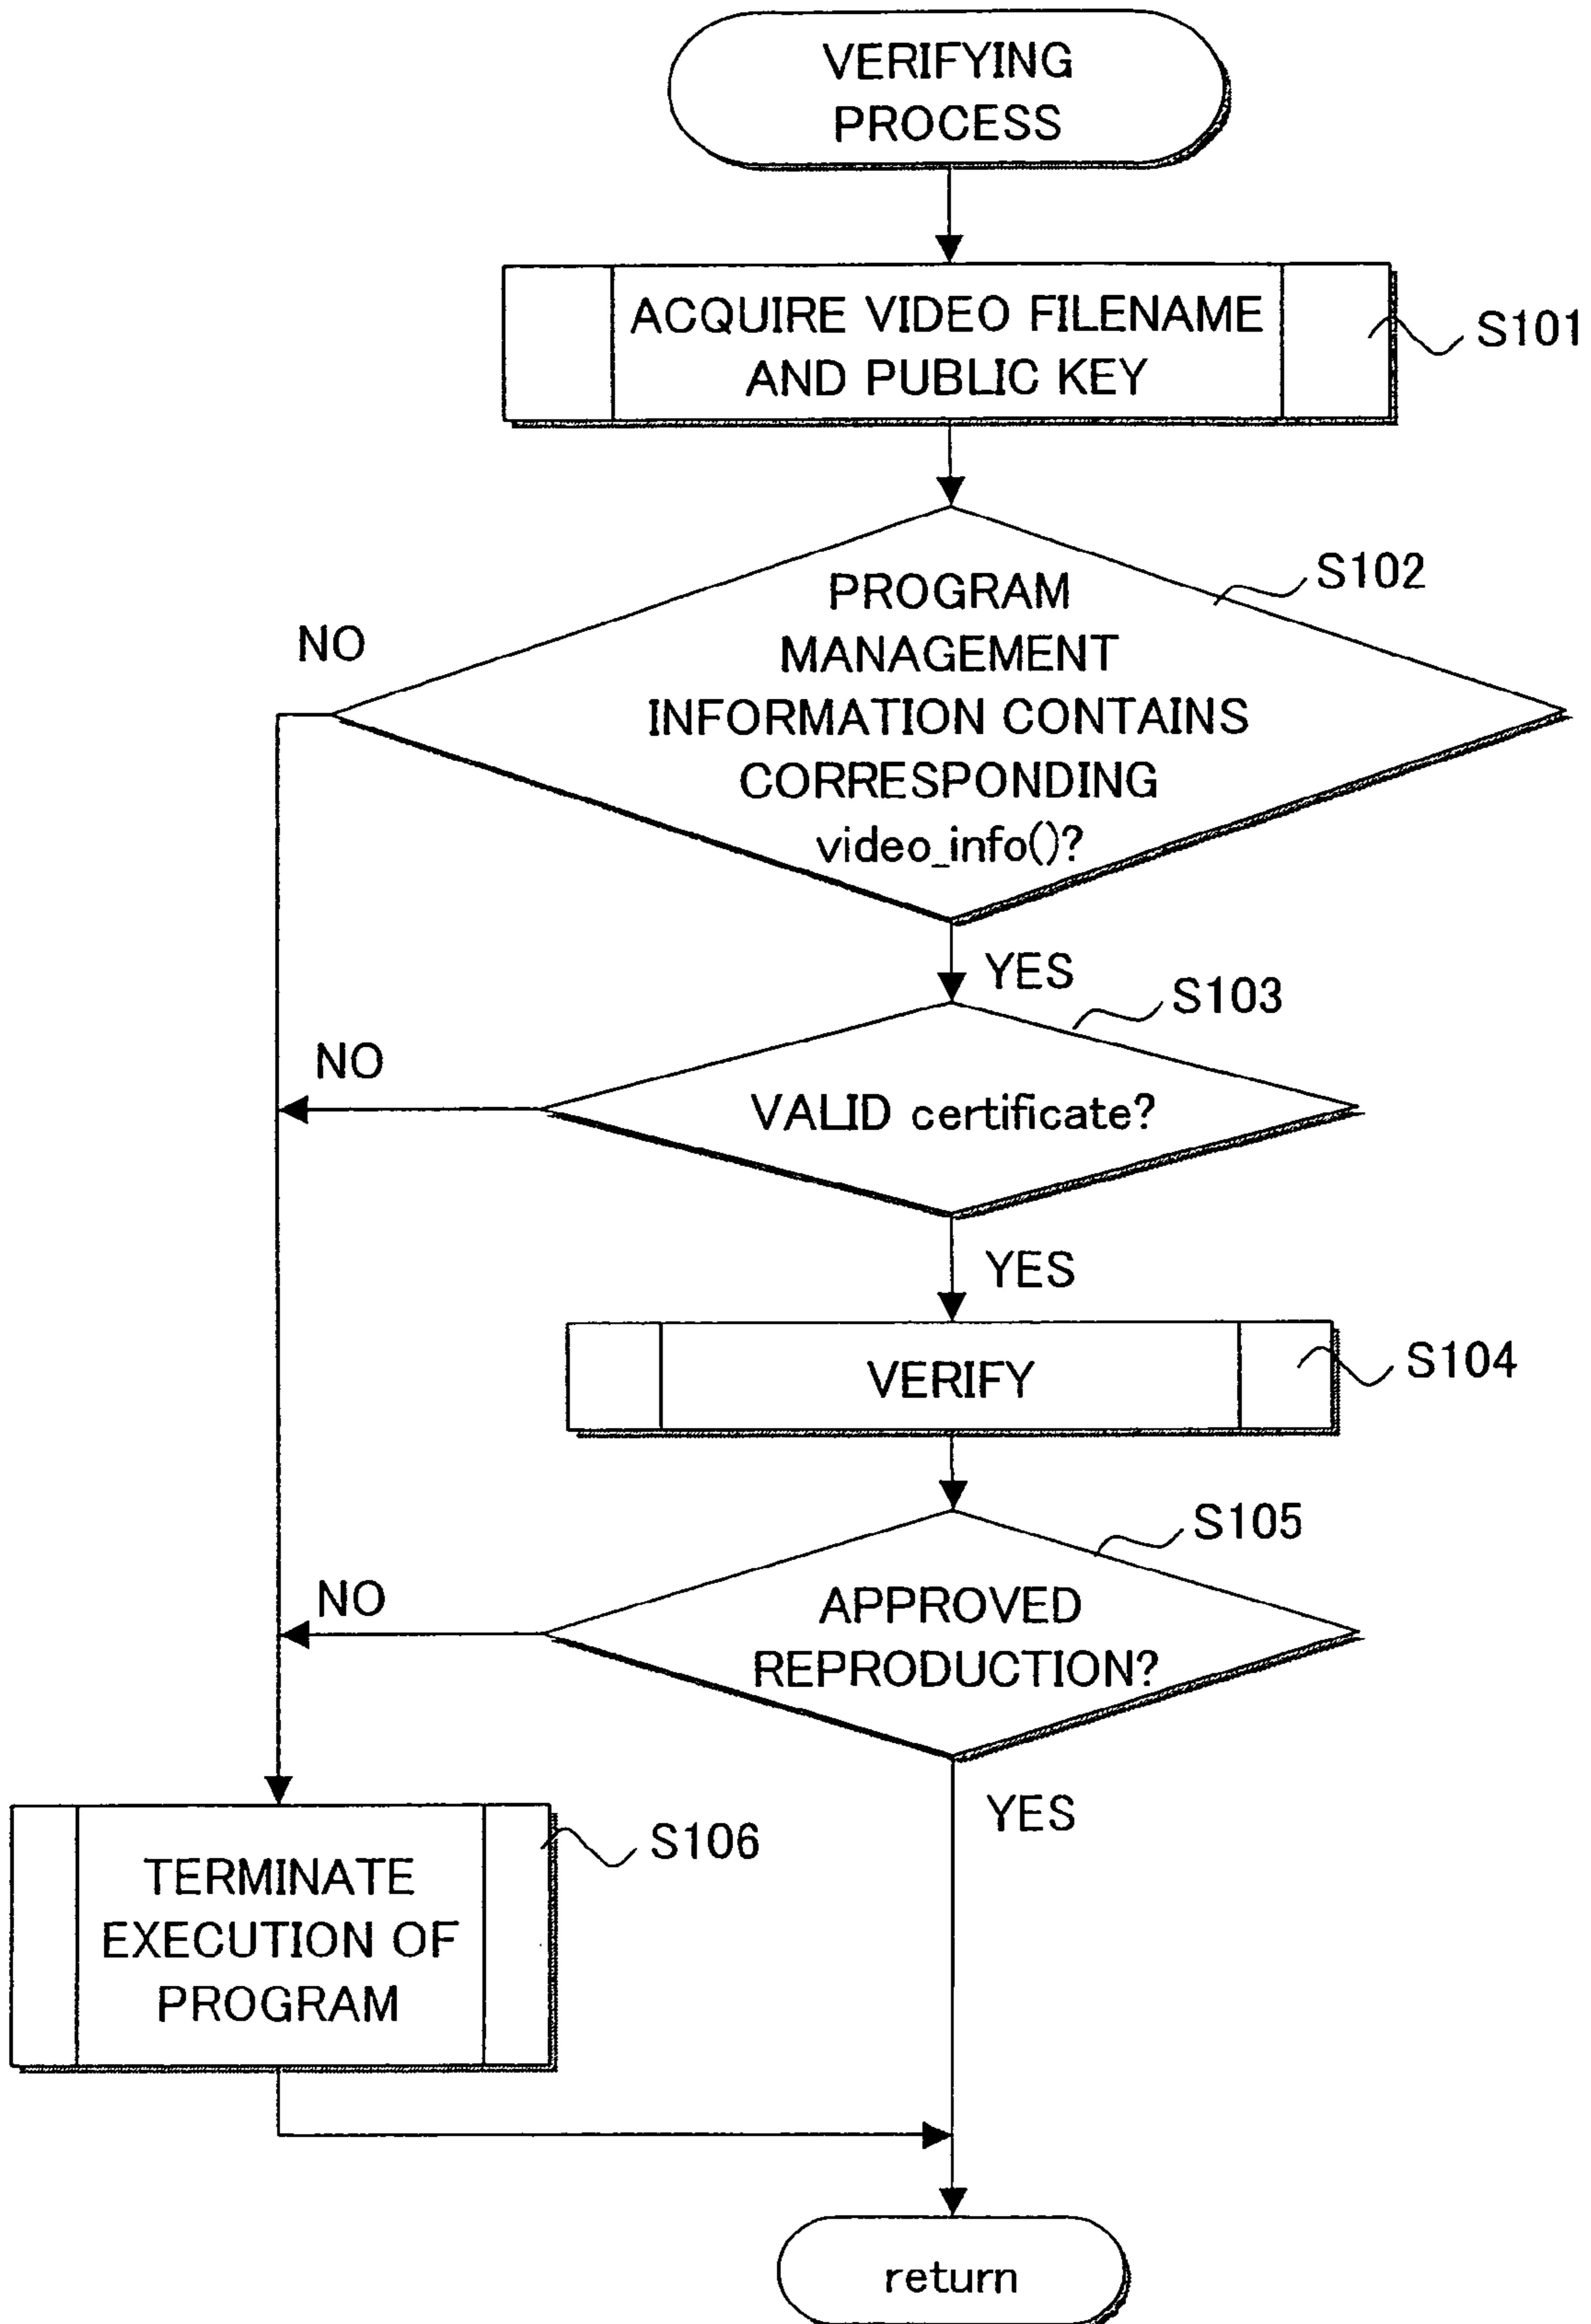 VERIFYING
PROCESS
ACQUIRE VIDEO FILENAME
AND PUBLIC KEY
S101
S102
PROGRAM
MANAGEMENT
INFORMATION CONTAINS
CORRESPONDING
video_info()?
NO
YES
S103
NO
VALID certificate?
YES
VERIFY
S104
S105
NO
APPROVED
REPRODUCTION?
YES
S106
TERMINATE
EXECUTION OF
PROGRAM
return